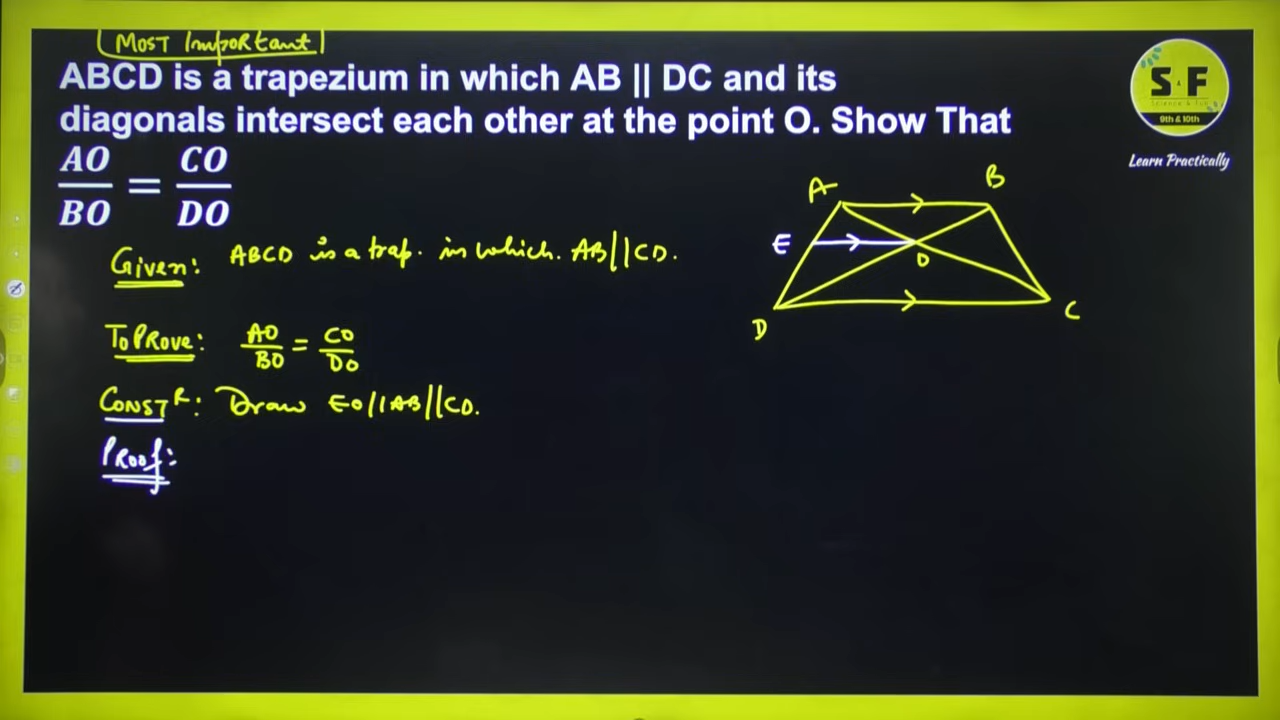 MOST Important
ABCD is a trapezium in which AB || DC and its
diagonals intersect each other at the point O. Show That
AO/BO = CO/DO
Given: ABCD is a trap. in which. AB||CD.
To PRove: AO/BO = CO/DO
CONSTR: Draw EO||AB||CD.
PRoof:
A
B
E
O
D
C
S&F
9th & 10th
Learn Practically